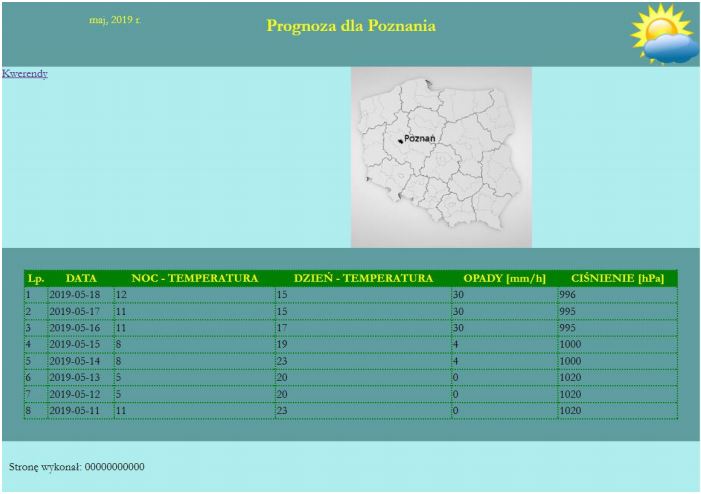 maj, 2019 r.
Prognoza dla Poznania
Kwerendy
Poznań
Lp. DATA NOC - TEMPERATURA DZIEŃ - TEMPERATURA OPADY [mm/h] CIŚNIENIE [hPa]
1 2019-05-18 12 15 30 996
2 2019-05-17 11 15 30 995
3 2019-05-16 11 17 30 995
4 2019-05-15 8 19 4 1000
5 2019-05-14 8 23 4 1000
6 2019-05-13 5 20 0 1020
7 2019-05-12 5 20 0 1020
8 2019-05-11 11 23 0 1020
Stronę wykonał: 00000000000